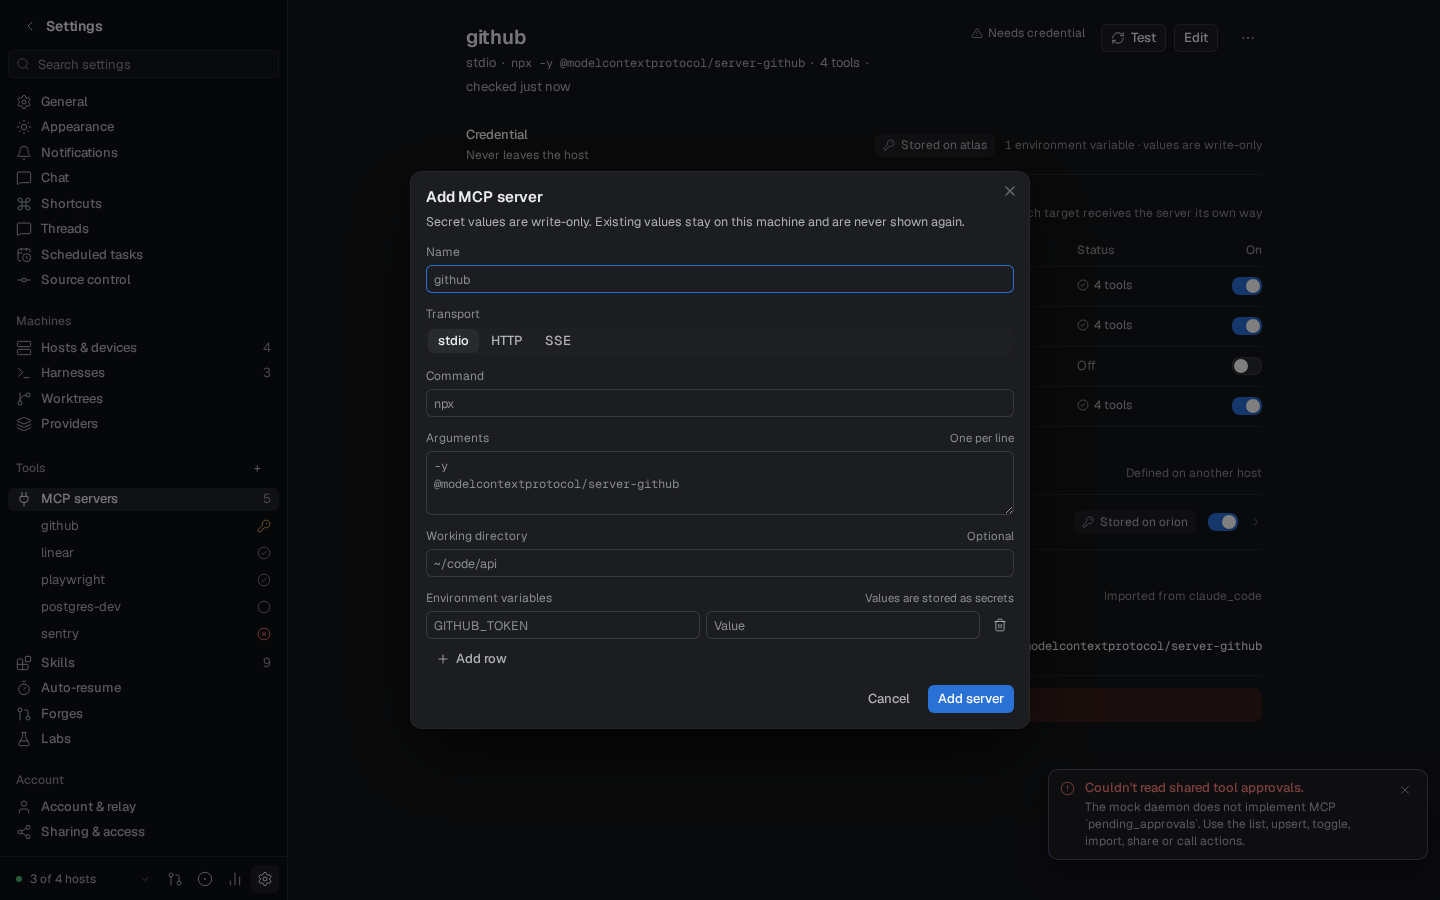 Settings
Search settings
General
Appearance
Notifications
Chat
Shortcuts
Threads
Scheduled tasks
Source control
Machines
Hosts & devices 4
Harnesses 3
Worktrees
Providers
Tools +
MCP servers 5
github
linear
playwright
postgres-dev
sentry
Skills 9
Auto-resume
Forges
Labs
Account
Account & relay
Sharing & access
3 of 4 hosts
github
Needs credential
Test
Edit
stdio · npx -y @modelcontextprotocol/server-github · 4 tools ·
checked just now
Credential
Never leaves the host
Stored on atlas
1 environment variable · values are write-only
target receives the server its own way
Status On
4 tools
4 tools
Off
4 tools
Defined on another host
Stored on orion
Imported from claude_code
modelcontextprotocol/server-github
Add MCP server
Secret values are write-only. Existing values stay on this machine and are never shown again.
Name
github
Transport
stdio HTTP SSE
Command
npx
Arguments One per line
-y
@modelcontextprotocol/server-github
Working directory Optional
~/code/api
Environment variables Values are stored as secrets
GITHUB_TOKEN Value
Add row
Cancel Add server
Couldn't read shared tool approvals.
The mock daemon does not implement MCP
`pending_approvals`. Use the list, upsert, toggle,
import, share or call actions.